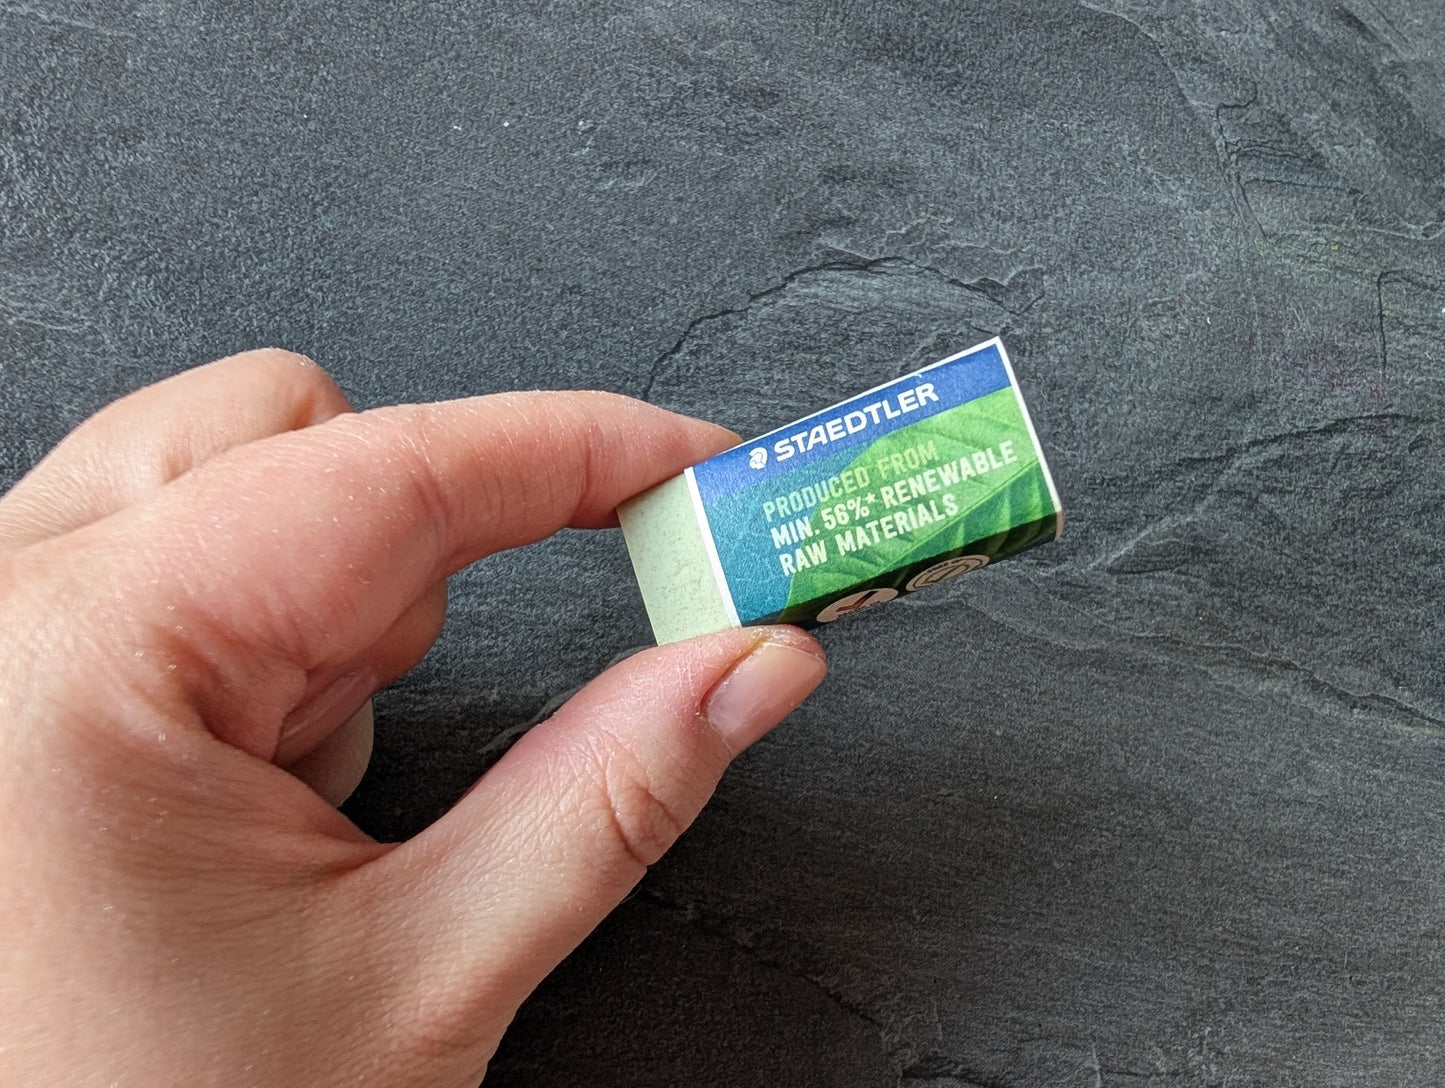 STAEDTLER
PRODUCED FROM
MIN. 56%* RENEWABLE
RAW MATERIALS